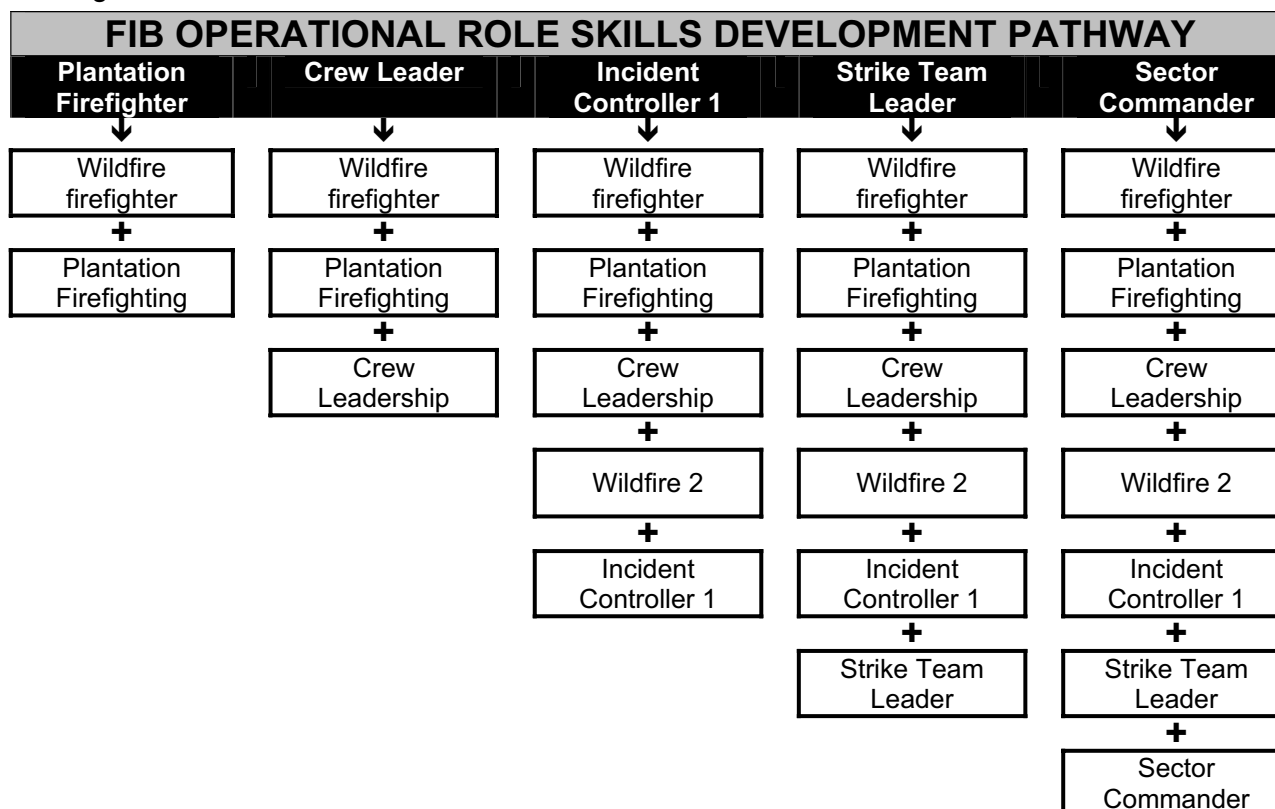 FIB OPERATIONAL ROLE SKILLS DEVELOPMENT PATHWAY
Plantation
Firefighter
Crew Leader
Incident
Controller 1
Strike Team
Leader
Sector
Commander
Wildfire
firefighter
+
Plantation
Firefighting
Wildfire
firefighter
+
Plantation
Firefighting
+
Crew
Leadership
Wildfire
firefighter
+
Plantation
Firefighting
+
Crew
Leadership
+
Wildfire 2
+
Incident
Controller 1
Wildfire
firefighter
+
Plantation
Firefighting
+
Crew
Leadership
+
Wildfire 2
+
Incident
Controller 1
+
Strike Team
Leader
Wildfire
firefighter
+
Plantation
Firefighting
+
Crew
Leadership
+
Wildfire 2
+
Incident
Controller 1
+
Strike Team
Leader
+
Sector
Commander